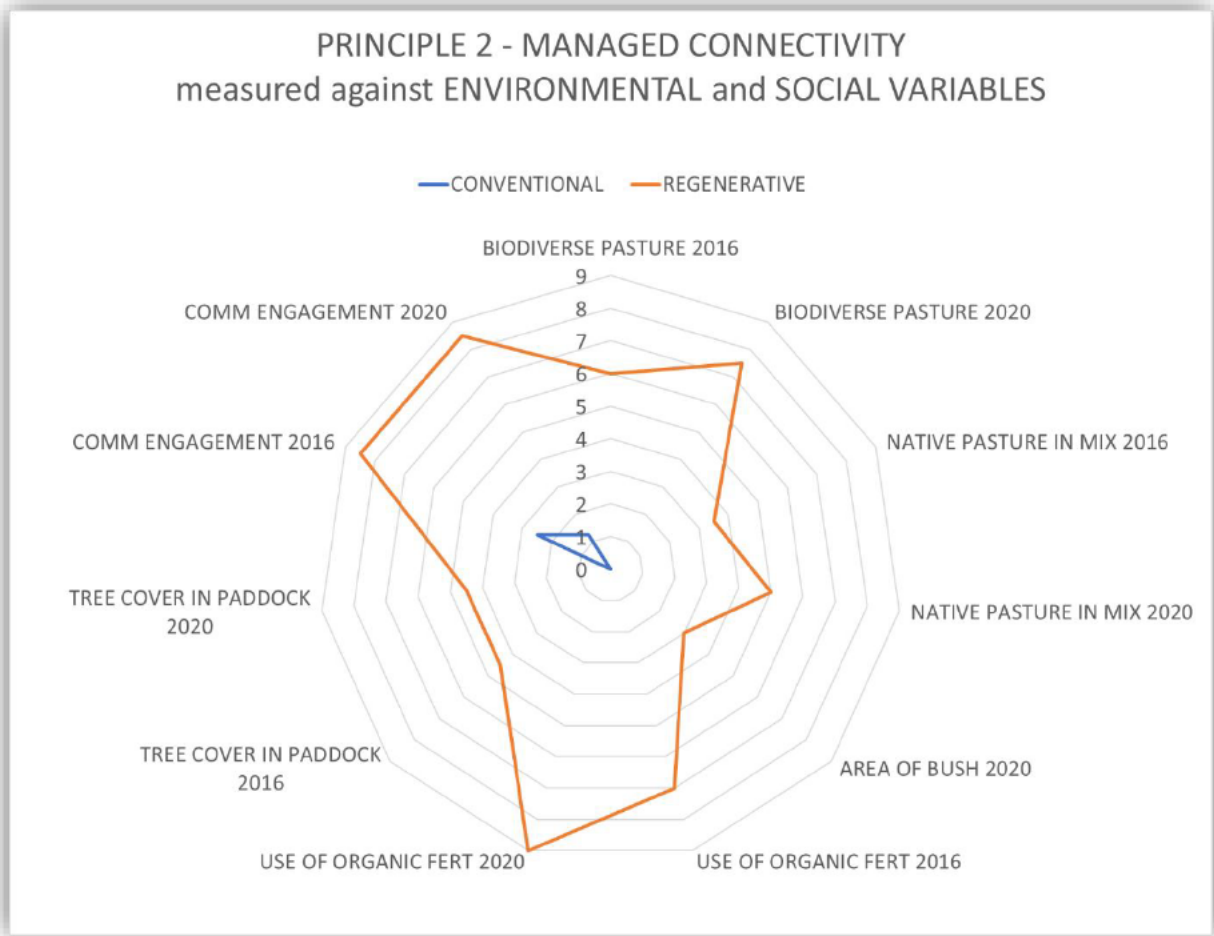 PRINCIPLE 2 - MANAGED CONNECTIVITY
measured against ENVIRONMENTAL and SOCIAL VARIABLES
CONVENTIONAL
REGENERATIVE
BIODIVERSE PASTURE 2016
9
COMM ENGAGEMENT 2020
BIODIVERSE PASTURE 2020
8
7
6
5
COMM ENGAGEMENT 2016
NATIVE PASTURE IN MIX 2016
4
3
2
1
0
TREE COVER IN PADDOCK
2020
NATIVE PASTURE IN MIX 2020
TREE COVER IN PADDOCK
2016
AREA OF BUSH 2020
USE OF ORGANIC FERT 2020
USE OF ORGANIC FERT 2016